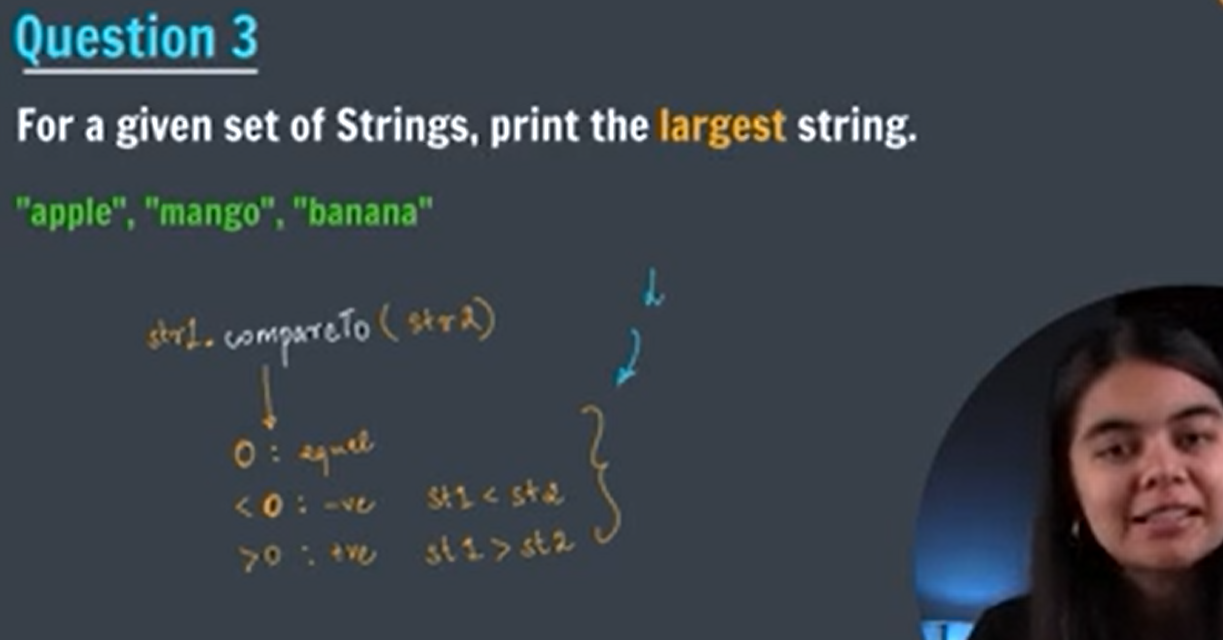 Question 3
For a given set of Strings, print the largest string.
"apple", "mango", "banana"
str1. compareTo ( str2)
0 : equal
< 0 : -ve st1 < st2
>0 : +ve st1 > st2